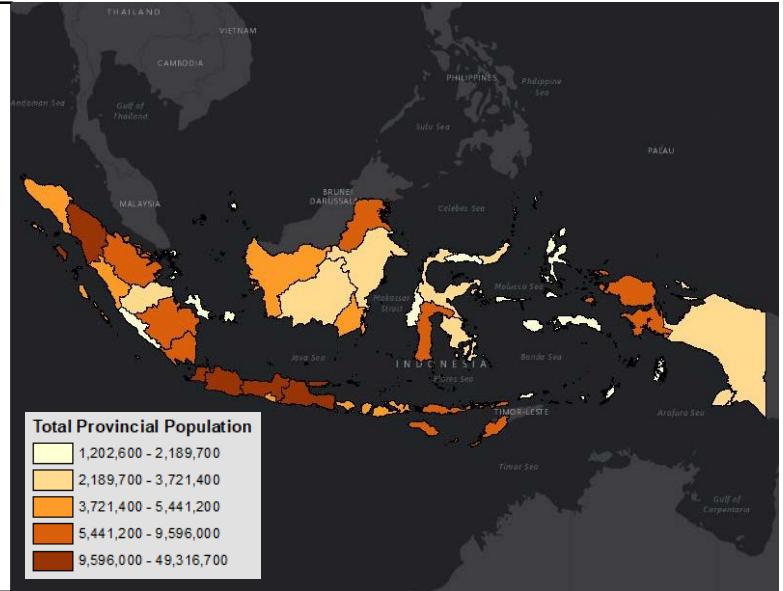 THAILAND
VIETNAM
CAMBODIA
PHILIPPINES
Philippine
Sea
Andaman Sea
Gulf of
Thailand
Sulu Sea
PALAU
MALAYSIA
BRUNEI
DARUSSALA
Celebes Sea
Makassar
Strait
Molucca Sea
Java Sea
INDONESIA
Banda Sea
Flores Sea
TIMOR-LESTE
Arafura Sea
Timor Sea
Gulf of
Carpentaria
Total Provincial Population
1,202,600 - 2,189,700
2,189,700 - 3,721,400
3,721,400 - 5,441,200
5,441,200 - 9,596,000
9,596,000 - 49,316,700